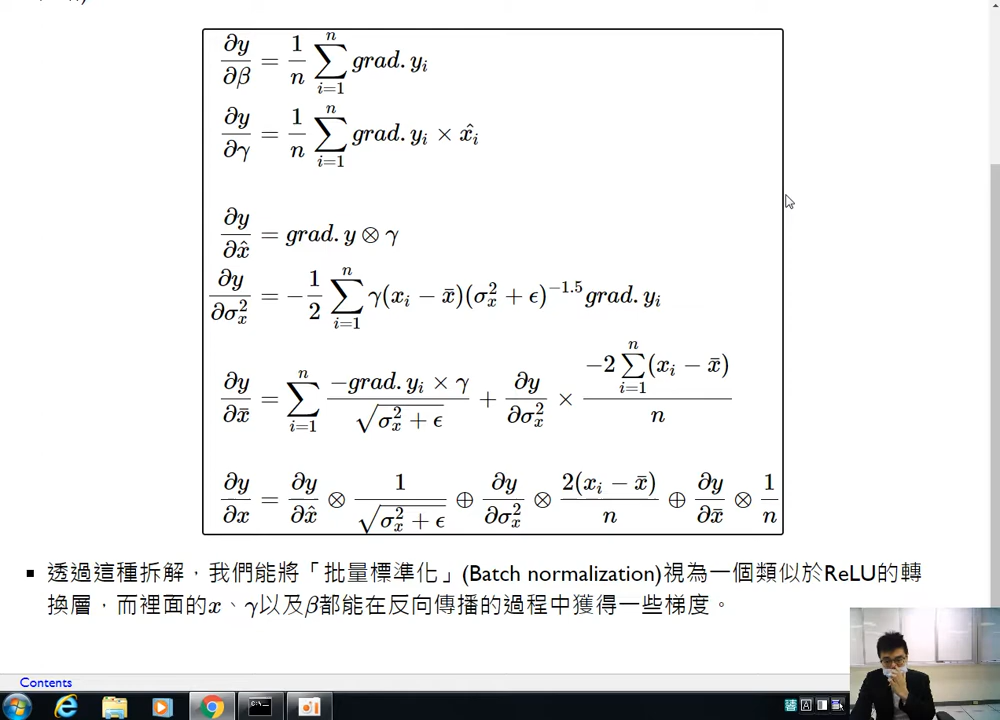 ∂y/∂β = 1/n ∑_{i=1}^{n} grad. y_i
∂y/∂γ = 1/n ∑_{i=1}^{n} grad. y_i × x̂_i
∂y/∂x̂ = grad. y ⊗ γ
∂y/∂σ_x^2 = −1/2 ∑_{i=1}^{n} γ(x_i − x̄)(σ_x^2 + ϵ)^{−1.5} grad. y_i
∂y/∂x̄ = ∑_{i=1}^{n} (−grad. y_i × γ)/√(σ_x^2 + ϵ) + ∂y/∂σ_x^2 × (−2 ∑_{i=1}^{n} (x_i − x̄))/n
∂y/∂x = ∂y/∂x̂ ⊗ 1/√(σ_x^2 + ϵ) ⊕ ∂y/∂σ_x^2 ⊗ 2(x_i − x̄)/n ⊕ ∂y/∂x̄ ⊗ 1/n
▪ 透過這種拆解，我們能將「批量標準化」(Batch normalization)視為一個類似於ReLU的轉
換層，而裡面的x、γ以及β都能在反向傳播的過程中獲得一些梯度。
Contents